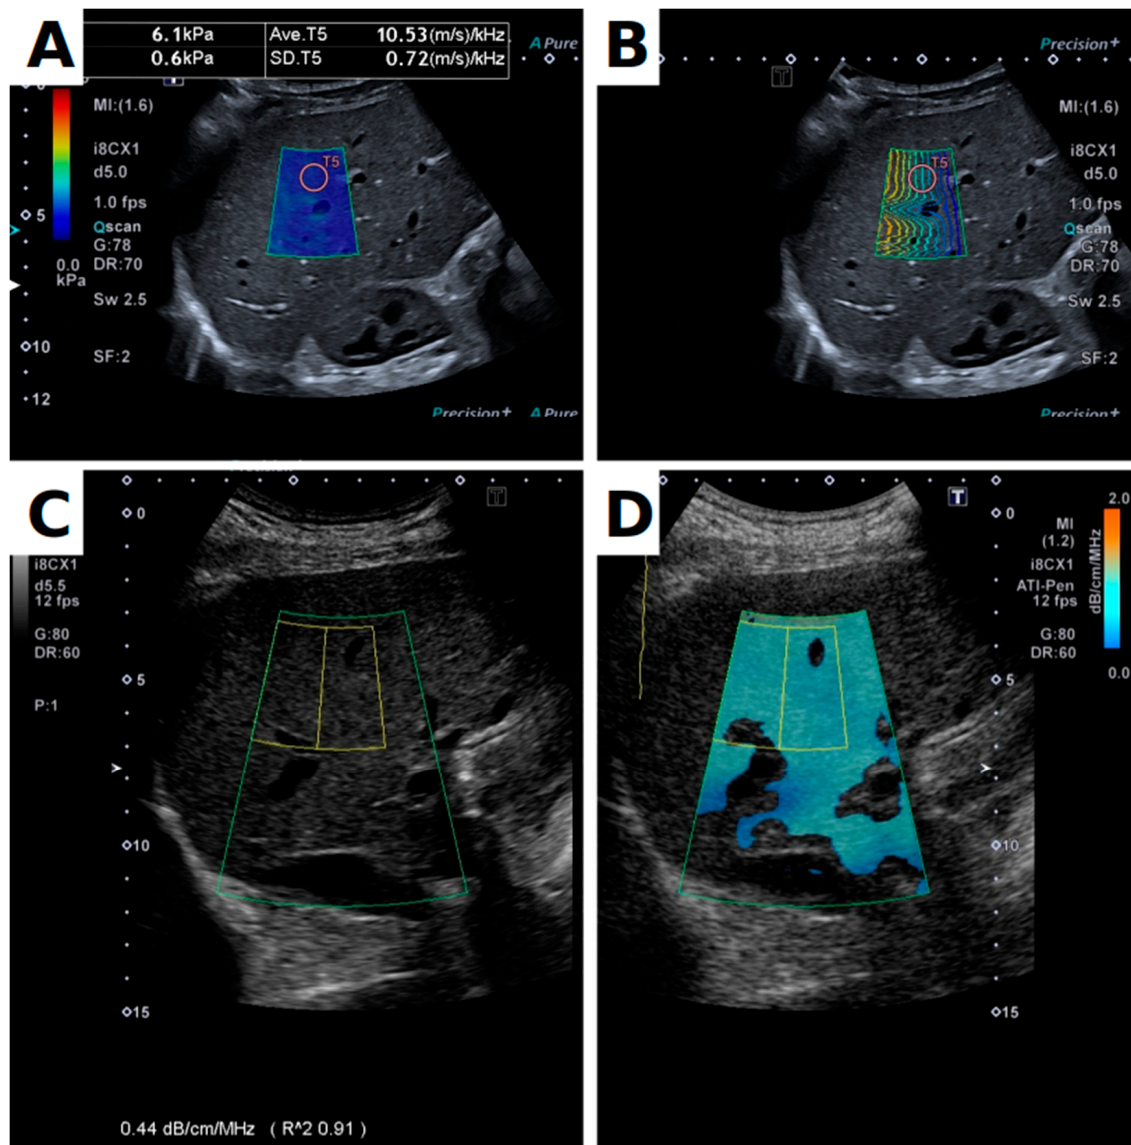 A
6.1kPa Ave.T5 10.53(m/s)/kHz
0.6kPa SD.T5 0.72(m/s)/kHz
A Pure
T
MI:(1.6)
i8CX1
d5.0
1.0 fps
Qscan
G:78
DR:70
Sw 2.5
SF:2
0.0
kPa
5
10
12
T5
Precision+ A Pure
B
Precision+
T
MI:(1.6)
i8CX1
d5.0
1.0 fps
Qscan
G:78
DR:70
Sw 2.5
SF:2
T5
Precision+
C
T
i8CX1
d5.5
12 fps
G:80
DR:60
P:1
0
5
10
15
0.44 dB/cm/MHz ( R^2 0.91 )
D
T
2.0
MI
(1.2)
i8CX1
ATI-Pen
12 fps
G:80
DR:60
dB/cm/MHz
0.0
0
5
10
15